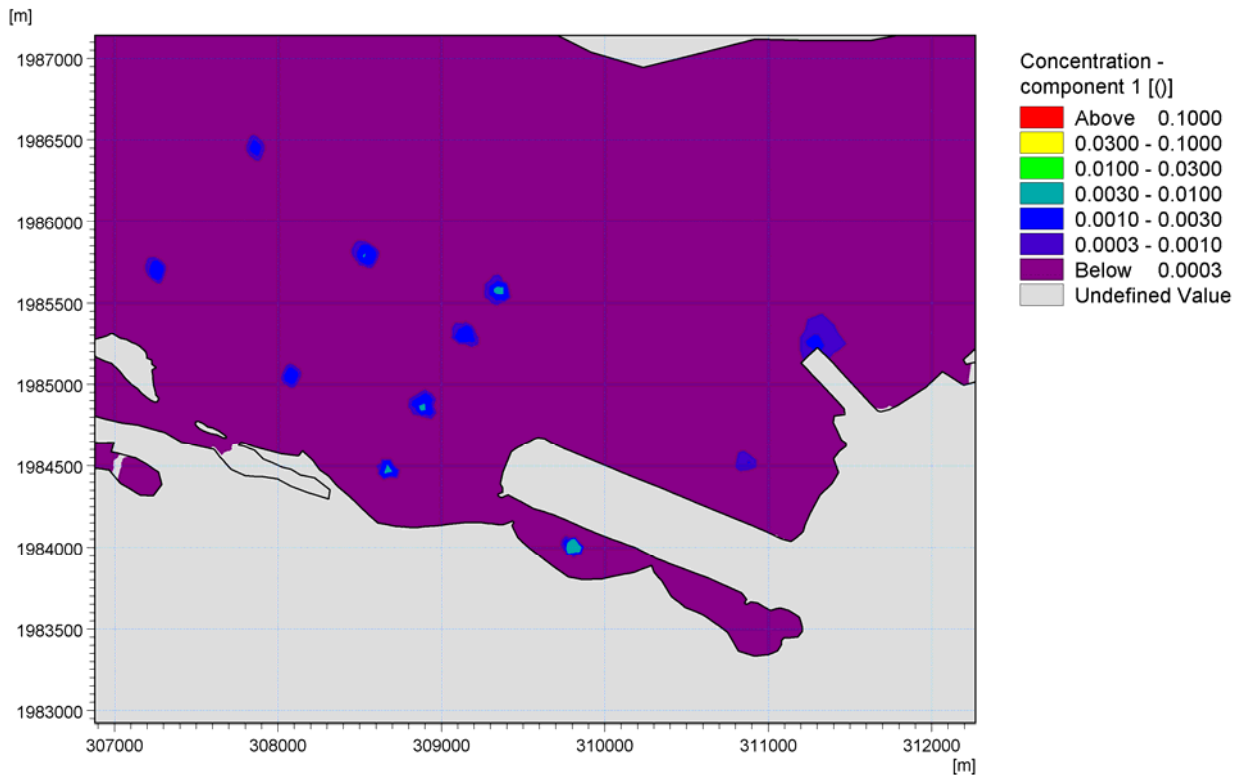 [m]
1987000
1986500
1986000
1985500
1985000
1984500
1984000
1983500
1983000
307000 308000 309000 310000 311000 312000
[m]
Concentration -
component 1 [()]
Above 0.1000
0.0300 - 0.1000
0.0100 - 0.0300
0.0030 - 0.0100
0.0010 - 0.0030
0.0003 - 0.0010
Below 0.0003
Undefined Value